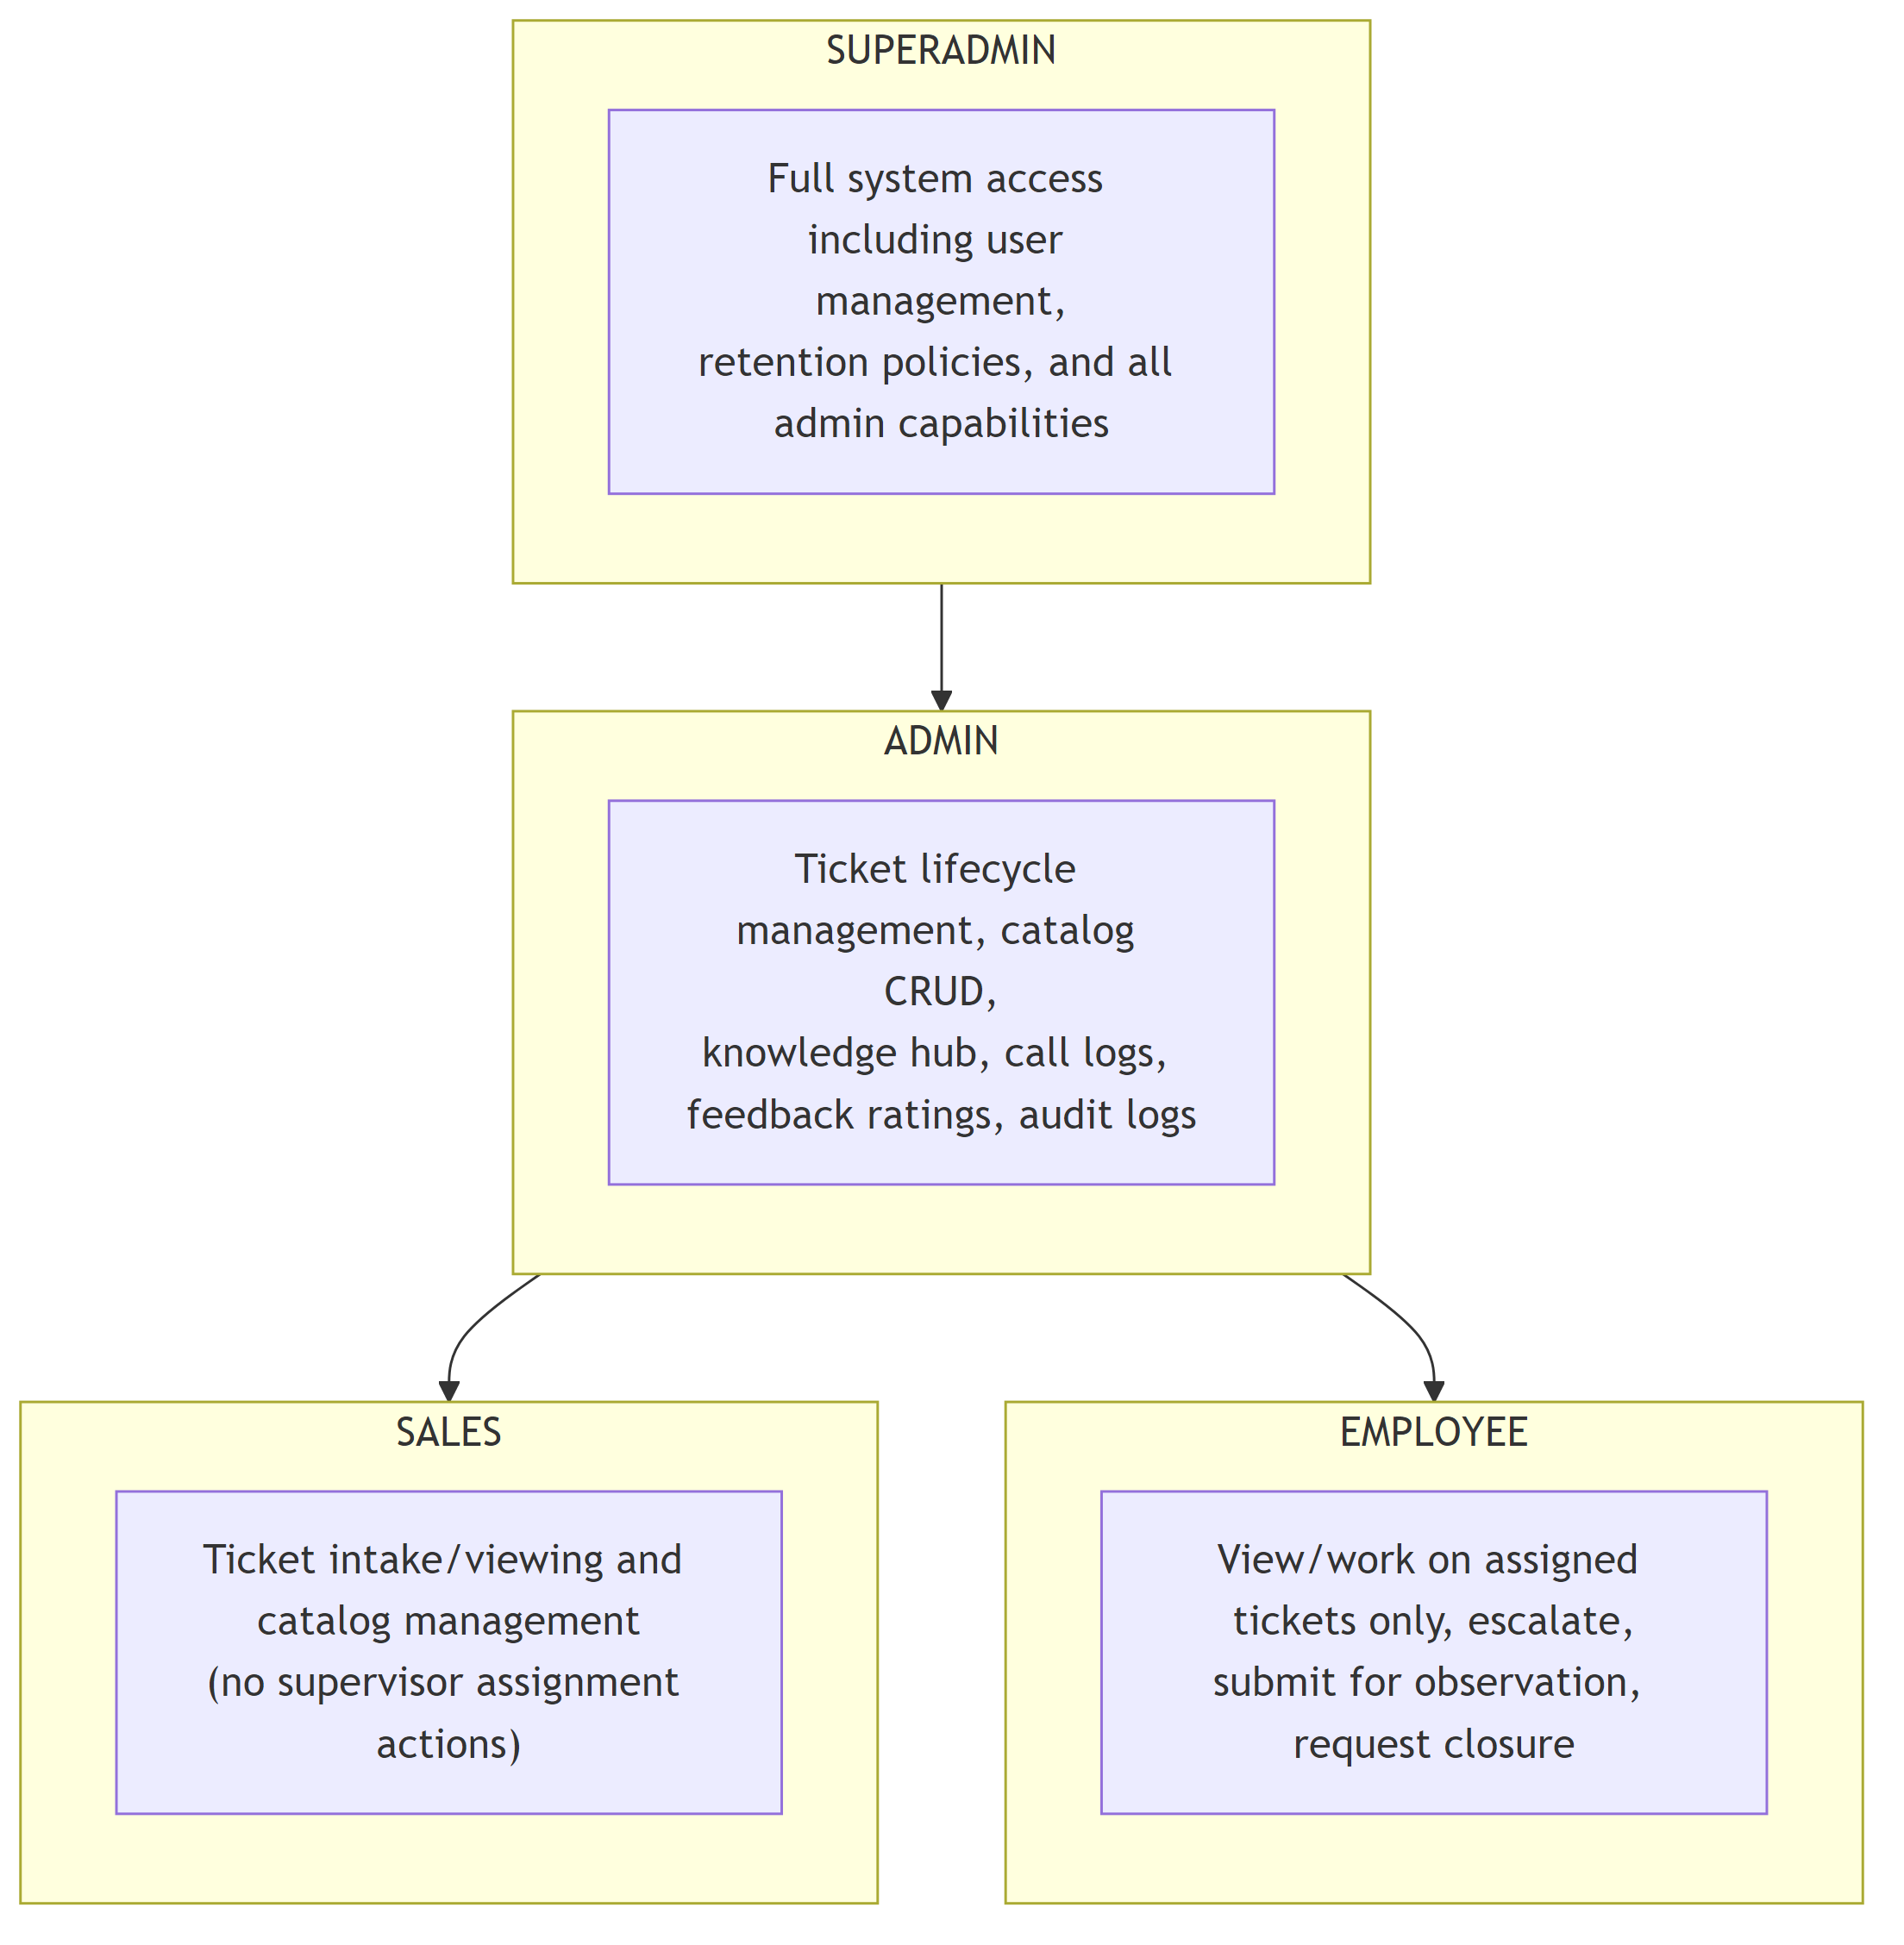 SUPERADMIN
Full system access
including user
management,
retention policies, and all
admin capabilities
ADMIN
Ticket lifecycle
management, catalog
CRUD,
knowledge hub, call logs,
feedback ratings, audit logs
SALES
Ticket intake/viewing and
catalog management
(no supervisor assignment
actions)
EMPLOYEE
View/work on assigned
tickets only, escalate,
submit for observation,
request closure